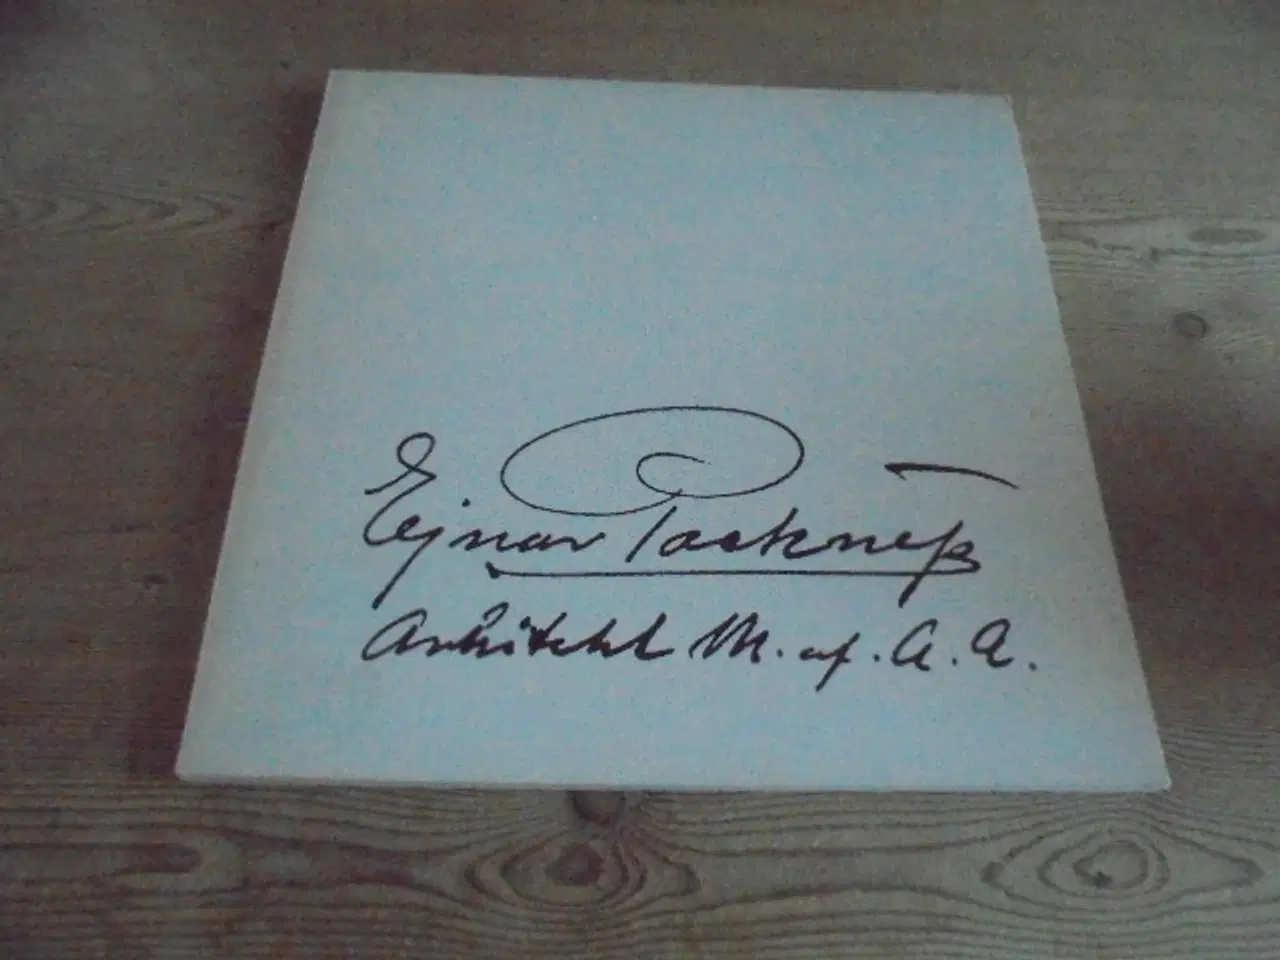 Ejnar Packneß
Arkitekt M. af. A. A.